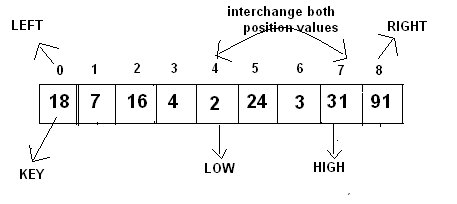 interchange both
position values
LEFT
RIGHT
0 1 2 3 4 5 6 7 8
18 7 16 4 2 24 3 31 91
LOW
HIGH
KEY